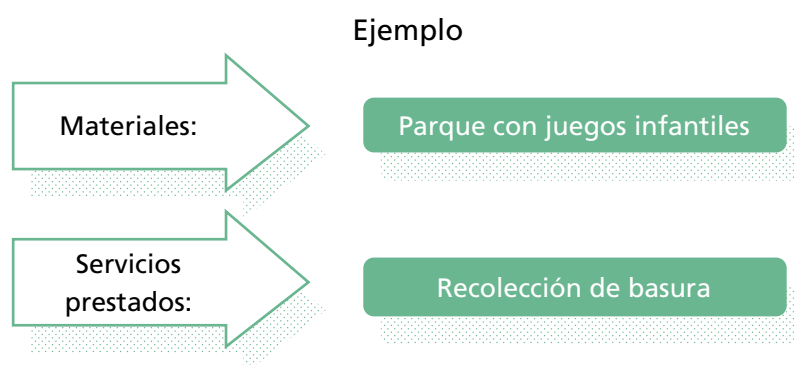 Ejemplo
Materiales:
Parque con juegos infantiles
Servicios
prestados:
Recolección de basura